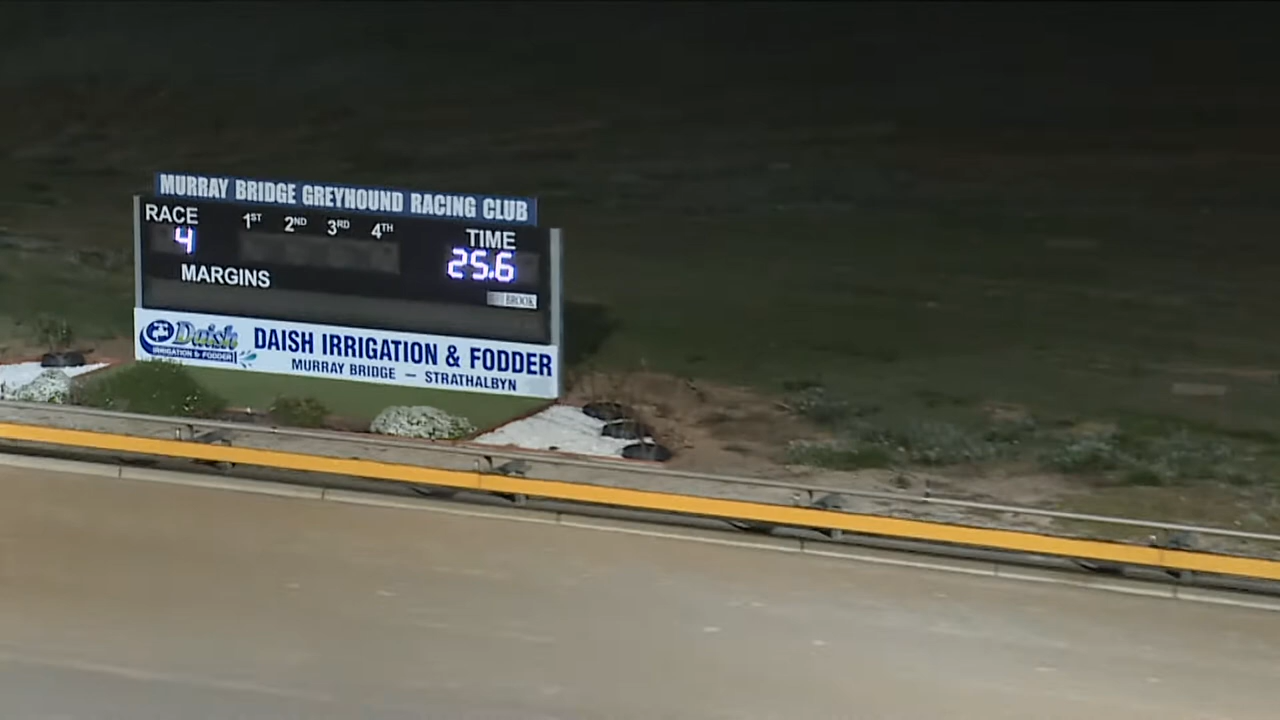 MURRAY BRIDGE GREYHOUND RACING CLUB
RACE 1ST 2ND 3RD 4TH TIME
4 25.6
MARGINS
BROOK
Daish
IRRIGATION & FODDER
DAISH IRRIGATION & FODDER
MURRAY BRIDGE — STRATHALBYN